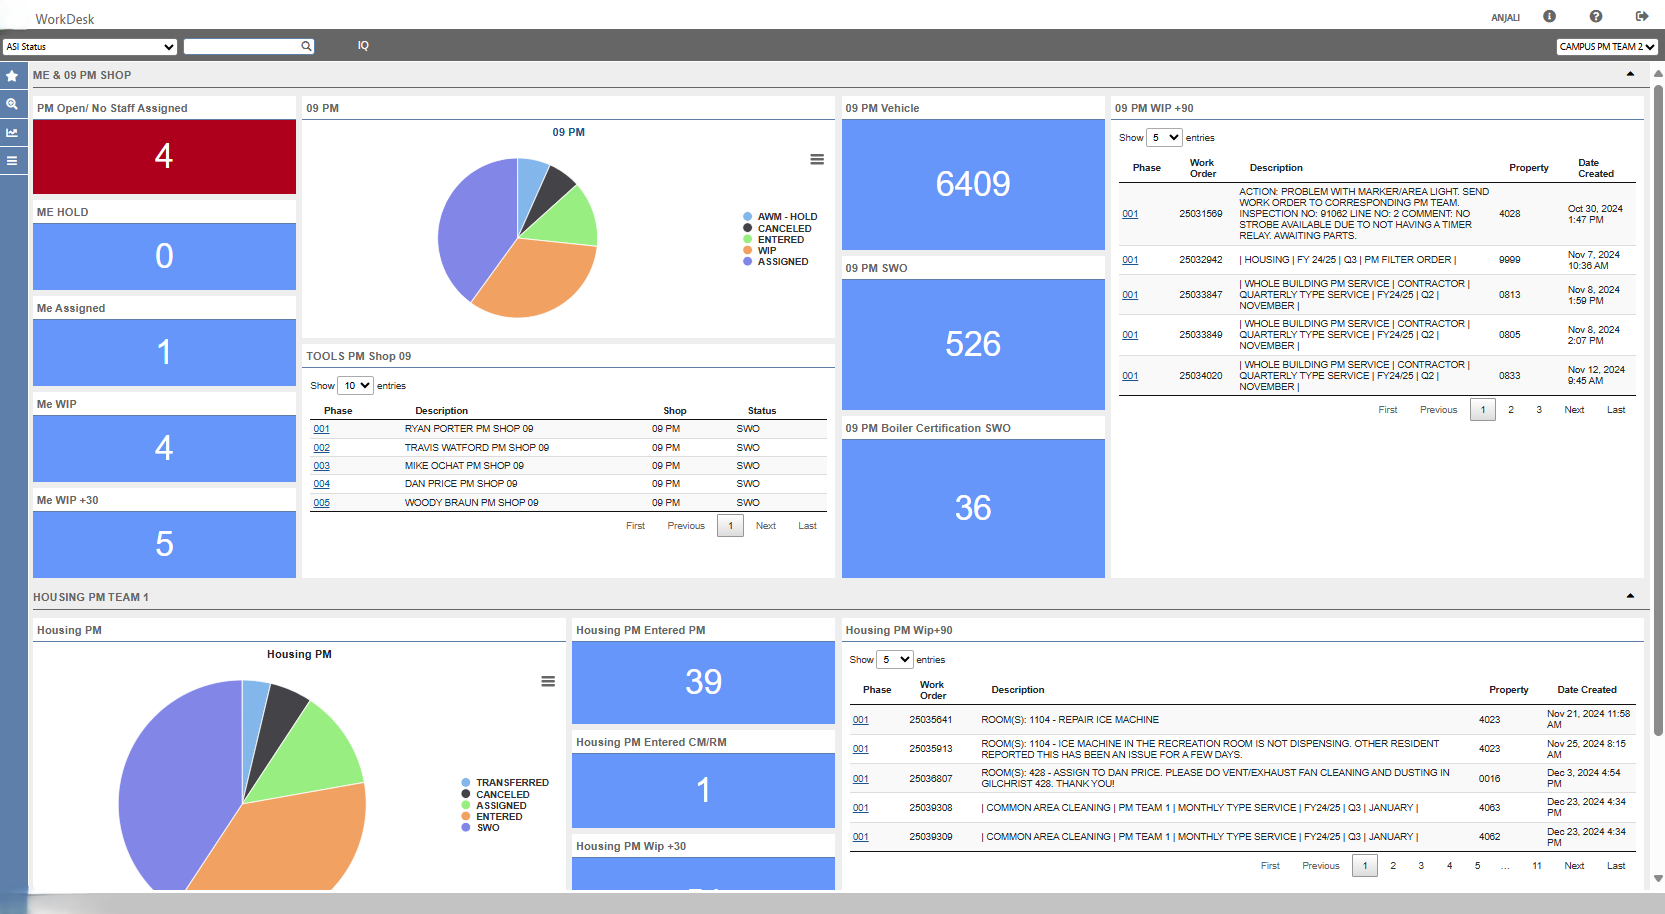 WorkDesk
ANJALI
ASI Status
IQ
CAMPUS PM TEAM 2
ME & 09 PM SHOP
PM Open/ No Staff Assigned
4
ME HOLD
0
Me Assigned
1
Me WIP
4
Me WIP +30
5
09 PM
09 PM
AWM - HOLD
CANCELED
ENTERED
WIP
ASSIGNED
TOOLS PM Shop 09
Show 10 entries
Phase Description Shop Status
001 RYAN PORTER PM SHOP 09 09 PM SWO
002 TRAVIS WATFORD PM SHOP 09 09 PM SWO
003 MIKE OCHAT PM SHOP 09 09 PM SWO
004 DAN PRICE PM SHOP 09 09 PM SWO
005 WOODY BRAUN PM SHOP 09 09 PM SWO
First Previous 1 Next Last
09 PM Vehicle
6409
09 PM SWO
526
09 PM Boiler Certification SWO
36
09 PM WIP +90
Show 5 entries
Phase Work Order Description Property Date Created
001 25031569 ACTION: PROBLEM WITH MARKER/AREA LIGHT. SEND
WORK ORDER TO CORRESPONDING PM TEAM.
INSPECTION NO: 91062 LINE NO: 2 COMMENT: NO
STROBE AVAILABLE DUE TO NOT HAVING A TIMER
RELAY. AWAITING PARTS. 4028 Oct 30, 2024
1:47 PM
001 25032942 | HOUSING | FY 24/25 | Q3 | PM FILTER ORDER | 9999 Nov 7, 2024
10:36 AM
001 25033847 | WHOLE BUILDING PM SERVICE | CONTRACTOR |
QUARTERLY TYPE SERVICE | FY24/25 | Q2 |
NOVEMBER | 0813 Nov 8, 2024
1:59 PM
001 25033849 | WHOLE BUILDING PM SERVICE | CONTRACTOR |
QUARTERLY TYPE SERVICE | FY24/25 | Q2 |
NOVEMBER | 0805 Nov 8, 2024
2:07 PM
001 25034020 | WHOLE BUILDING PM SERVICE | CONTRACTOR |
QUARTERLY TYPE SERVICE | FY24/25 | Q2 |
NOVEMBER | 0833 Nov 12, 2024
9:45 AM
First Previous 1 2 3 Next Last
HOUSING PM TEAM 1
Housing PM
Housing PM
TRANSFERRED
CANCELED
ASSIGNED
ENTERED
SWO
Housing PM Entered PM
39
Housing PM Entered CM/RM
1
Housing PM Wip +30
Housing PM Wip+90
Show 5 entries
Phase Work Order Description Property Date Created
001 25035641 ROOM(S): 1104 - REPAIR ICE MACHINE 4023 Nov 21, 2024 11:58
AM
001 25035913 ROOM(S): 1104 - ICE MACHINE IN THE RECREATION ROOM IS NOT DISPENSING. OTHER RESIDENT
REPORTED THIS HAS BEEN AN ISSUE FOR A FEW DAYS. 4023 Nov 25, 2024 8:15
AM
001 25036807 ROOM(S): 428 - ASSIGN TO DAN PRICE. PLEASE DO VENT/EXHAUST FAN CLEANING AND DUSTING IN
GILCHRIST 428. THANK YOU! 0016 Dec 3, 2024 4:54
PM
001 25039308 | COMMON AREA CLEANING | PM TEAM 1 | MONTHLY TYPE SERVICE | FY24/25 | Q3 | JANUARY | 4063 Dec 23, 2024 4:34
PM
001 25039309 | COMMON AREA CLEANING | PM TEAM 1 | MONTHLY TYPE SERVICE | FY24/25 | Q3 | JANUARY | 4062 Dec 23, 2024 4:34
PM
First Previous 1 2 3 4 5 … 11 Next Last